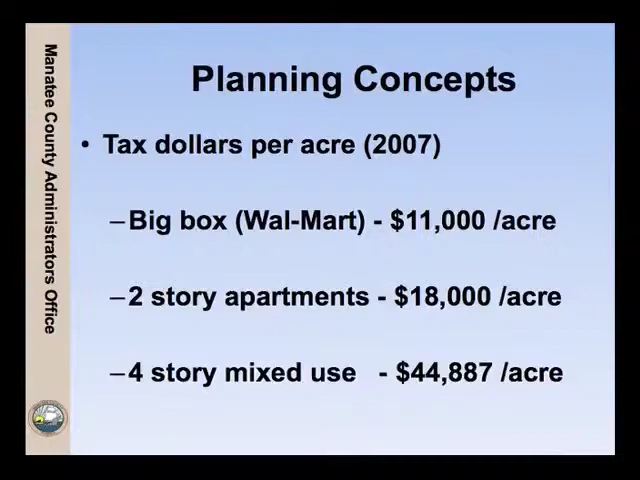 Manatee County Administrators Office
Planning Concepts
• Tax dollars per acre (2007)
–Big box (Wal-Mart) - $11,000 /acre
–2 story apartments - $18,000 /acre
–4 story mixed use - $44,887 /acre